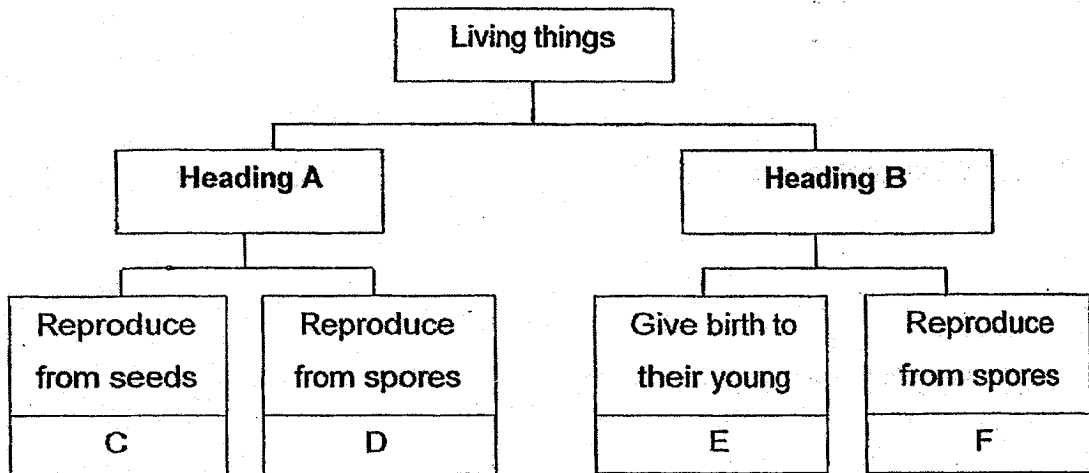 Living things
Heading A
Heading B
Reproduce
from seeds
C
Reproduce
from spores
D
Give birth to
their young
E
Reproduce
from spores
F